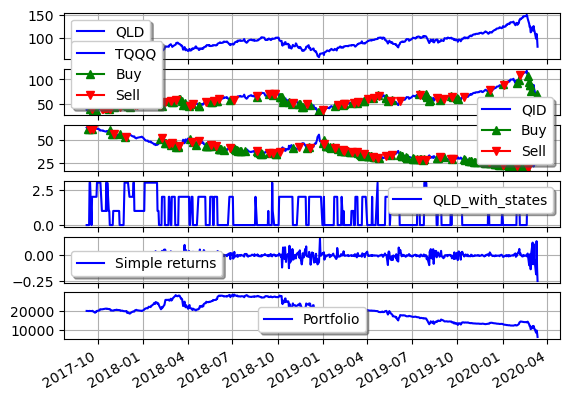 150
100
QLD
100
50
TQQQ
Buy
Sell
50
25
QID
Buy
Sell
2.5
0.0
QLD_with_states
0.00
−0.25
Simple returns
20000
10000
Portfolio
2017-10
2018-01
2018-04
2018-07
2018-10
2019-01
2019-04
2019-07
2019-10
2020-01
2020-04